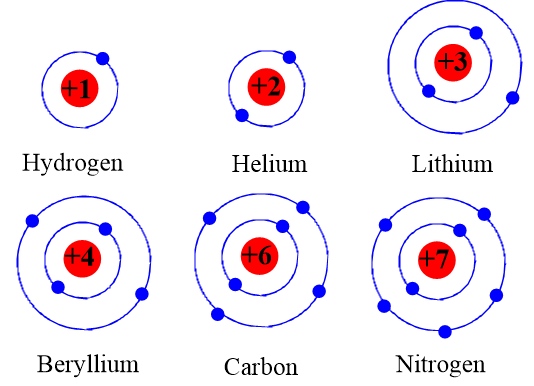 +1 +2 +3
Hydrogen Helium Lithium
+4 +6 +7
Beryllium Carbon Nitrogen